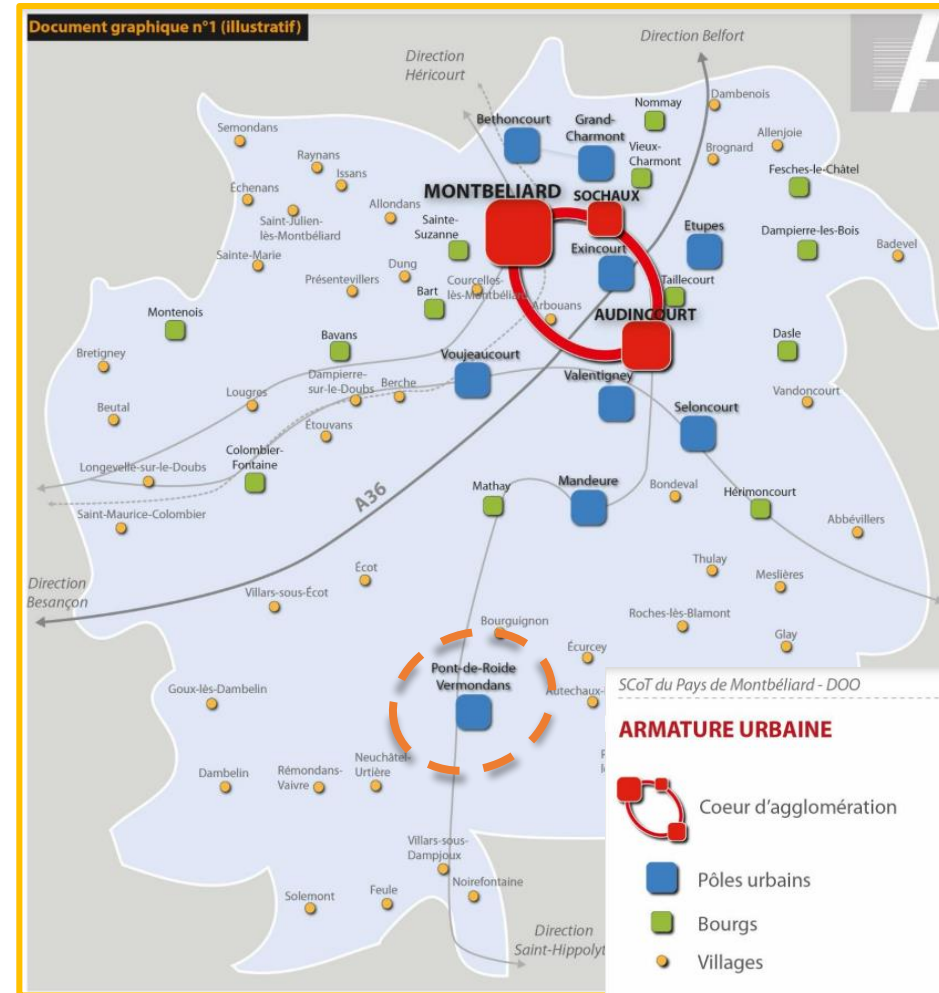 Document graphique n°1 (illustratif)
Direction Belfort
Direction
Héricourt
Dambenois
Nommay
Semondans
Bethoncourt
Grand-
Charmont
Allenjoie
Vieux-
Charmont
Brognard
Raynans
Issans
Fesches-le-Châtel
Échenans
MONTBELIARD
SOCHAUX
Allondans
Saint-Julien-
lès-Montbéliard
Sainte-
Suzanne
Etupes
Dampierre-les-Bois
Badevel
Exincourt
Sainte-Marie
Dung
Présentevillers
Courcelles-
lès-Montbéliard
Taillecourt
Bart
Arbouans
Montenois
AUDINCOURT
Bavans
Dasle
Bretigney
Voujeaucourt
Dampierre-
sur-le-Doubs
Berche
Valentigney
Vandoncourt
Lougres
Beutal
Seloncourt
Étouvans
Colombier-
Fontaine
Longevelle-sur-le-Doubs
A36
Mathay
Mandeure
Bondeval
Hérimoncourt
Saint-Maurice-Colombier
Abbévillers
Thulay
Écot
Direction
Besançon
Meslières
Villars-sous-Écot
Roches-lès-Blamont
Bourguignon
Glay
Écurcey
Pont-de-Roide
Vermondans
Goux-lès-Dambelin
Autechaux-
SCoT du Pays de Montbéliard - DOO
ARMATURE URBAINE
Neuchâtel-
Urtière
Dambelin
Rémondans-
Vaivre
Coeur d'agglomération
Villars-sous-
Dampjoux
Noirefontaine
Feule
Solemont
Pôles urbains
Bourgs
Direction
Saint-Hippolyt
Villages